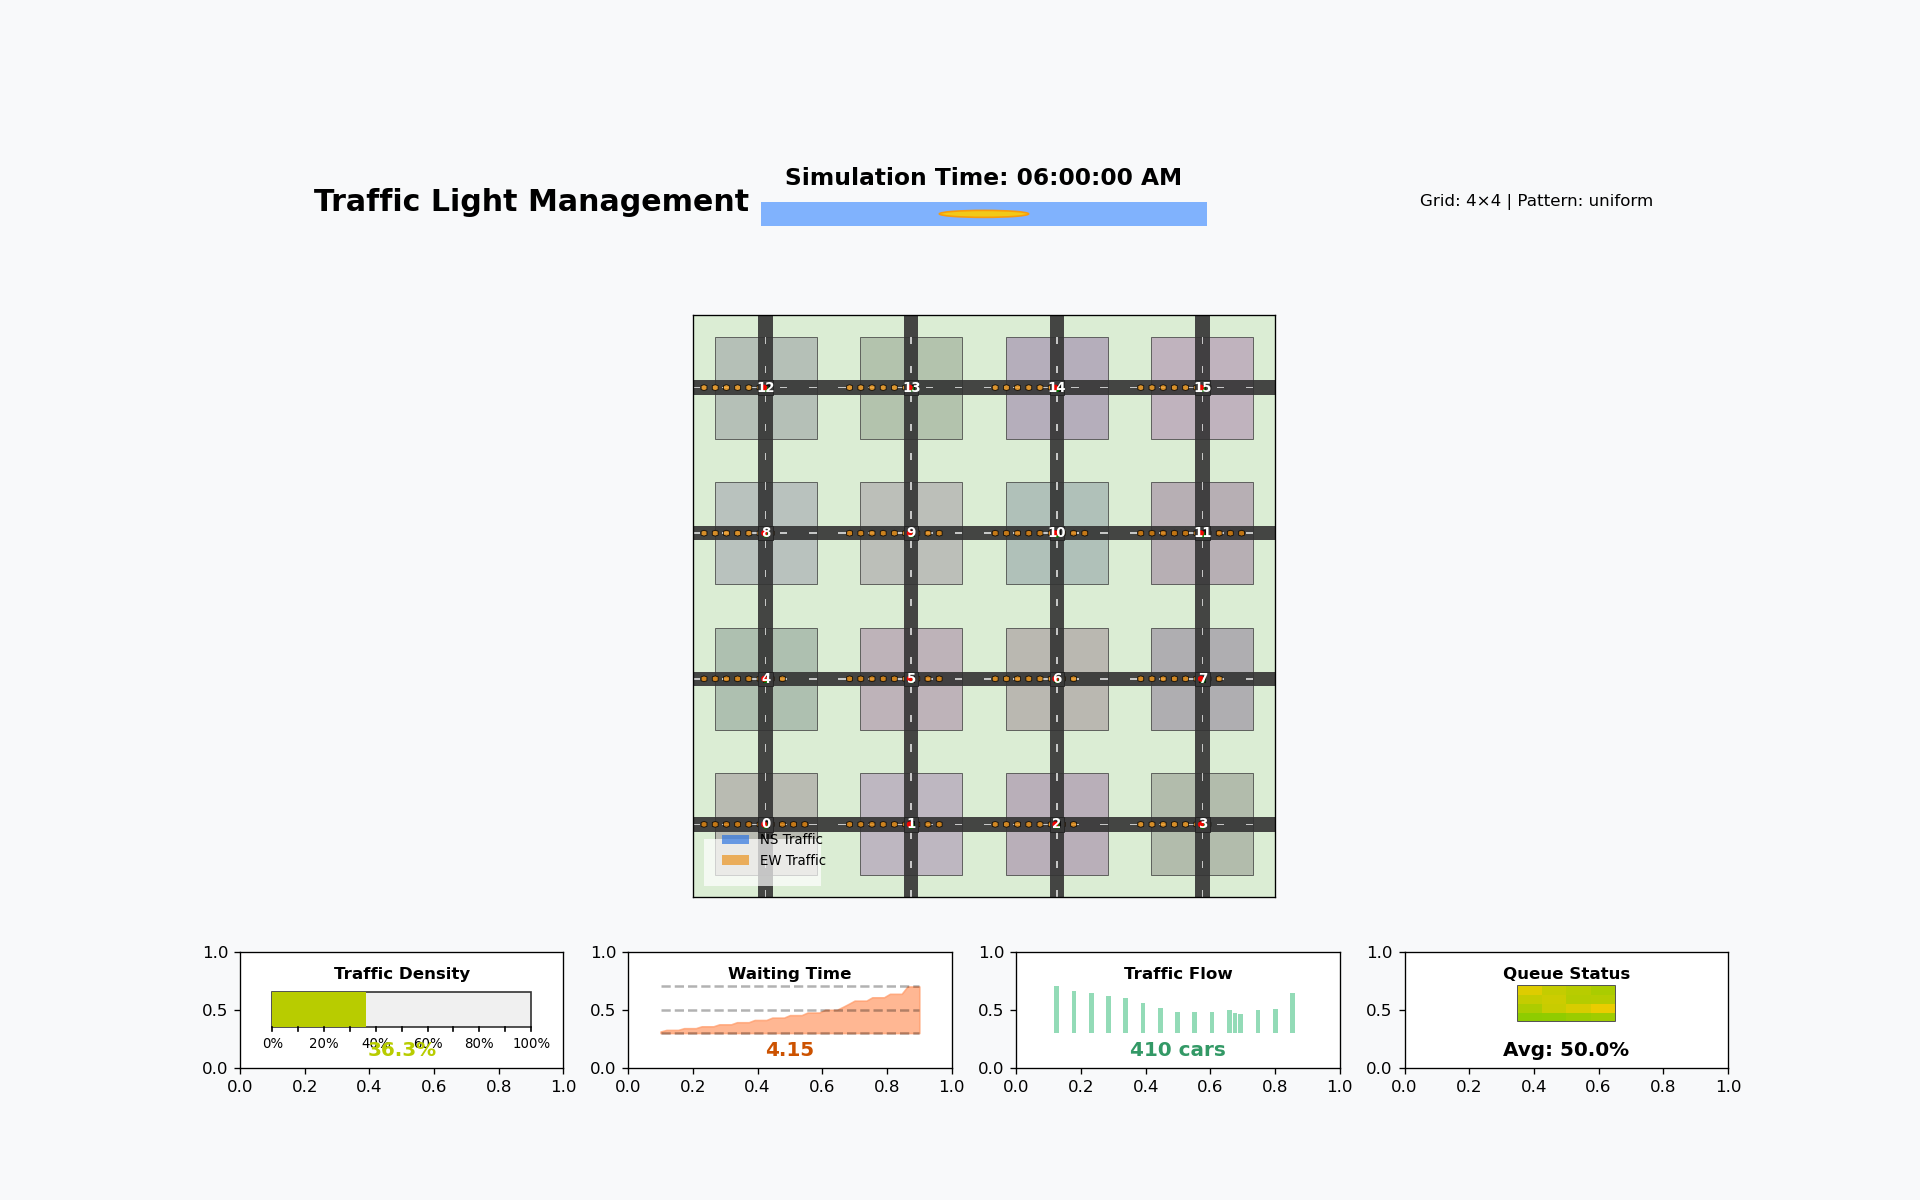 Simulation Time: 06:00:00 AM
Traffic Light Management
Grid: 4×4 | Pattern: uniform
12 13 14 15
8 9 10 11
4 5 6 7
0 1 2 3
NS Traffic
EW Traffic
Traffic Density
1.0
0.5
0.0
0% 20% 40% 60% 80% 100%
36.3%
0.0 0.2 0.4 0.6 0.8 1.0
Waiting Time
1.0
0.5
0.0
4.15
0.0 0.2 0.4 0.6 0.8 1.0
Traffic Flow
1.0
0.5
0.0
410 cars
0.0 0.2 0.4 0.6 0.8 1.0
Queue Status
1.0
0.5
0.0
Avg: 50.0%
0.0 0.2 0.4 0.6 0.8 1.0